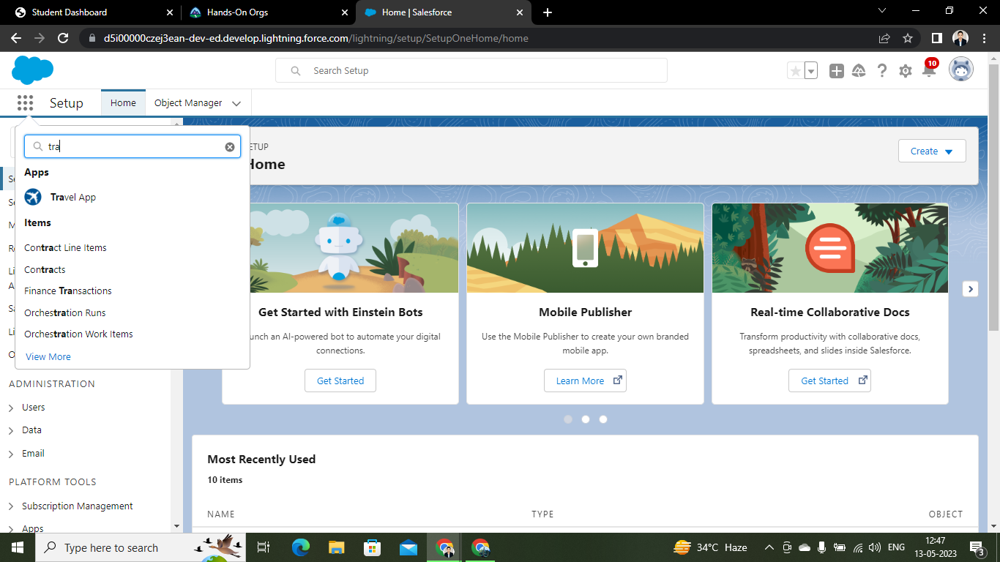 Student Dashboard
Hands-On Orgs
Home | Salesforce
d5i00000czej3ean-dev-ed.develop.lightning.force.com/lightning/setup/SetupOneHome/home
Search Setup
10
Setup
Home
Object Manager
tra
Apps
Travel App
Items
Contract Line Items
Contracts
Finance Transactions
Orchestration Runs
Orchestration Work Items
View More
ADMINISTRATION
Users
Data
Email
PLATFORM TOOLS
Subscription Management
Apps
ETUP
Home
Create
Get Started with Einstein Bots
unch an AI-powered bot to automate your digital
connections.
Get Started
Mobile Publisher
Use the Mobile Publisher to create your own branded
mobile app.
Learn More
Real-time Collaborative Docs
Transform productivity with collaborative docs,
spreadsheets, and slides inside Salesforce.
Get Started
Most Recently Used
10 items
NAME TYPE OBJECT
Type here to search
34°C Haze
ENG
12:47
13-05-2023
3